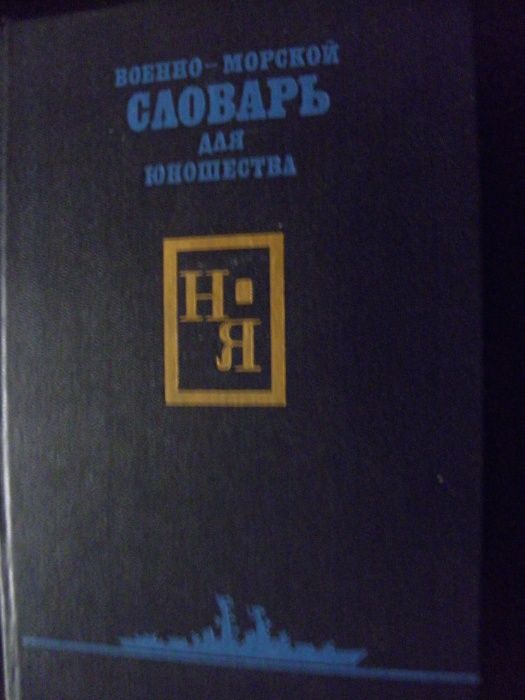 ВОЕННО-МОРСКОЙ
СЛОВАРЬ
ДЛЯ
ЮНОШЕСТВА
Н·
Я